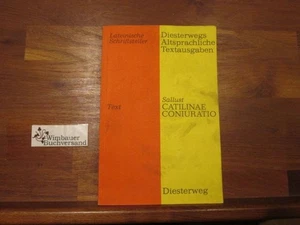 Lateinische
Schriftsteller
Diesterwegs
Altsprachliche
Textausgaben
Text
Sallust
CATILINAE
CONIURATIO
Diesterweg
Wimbauer
Buchversand